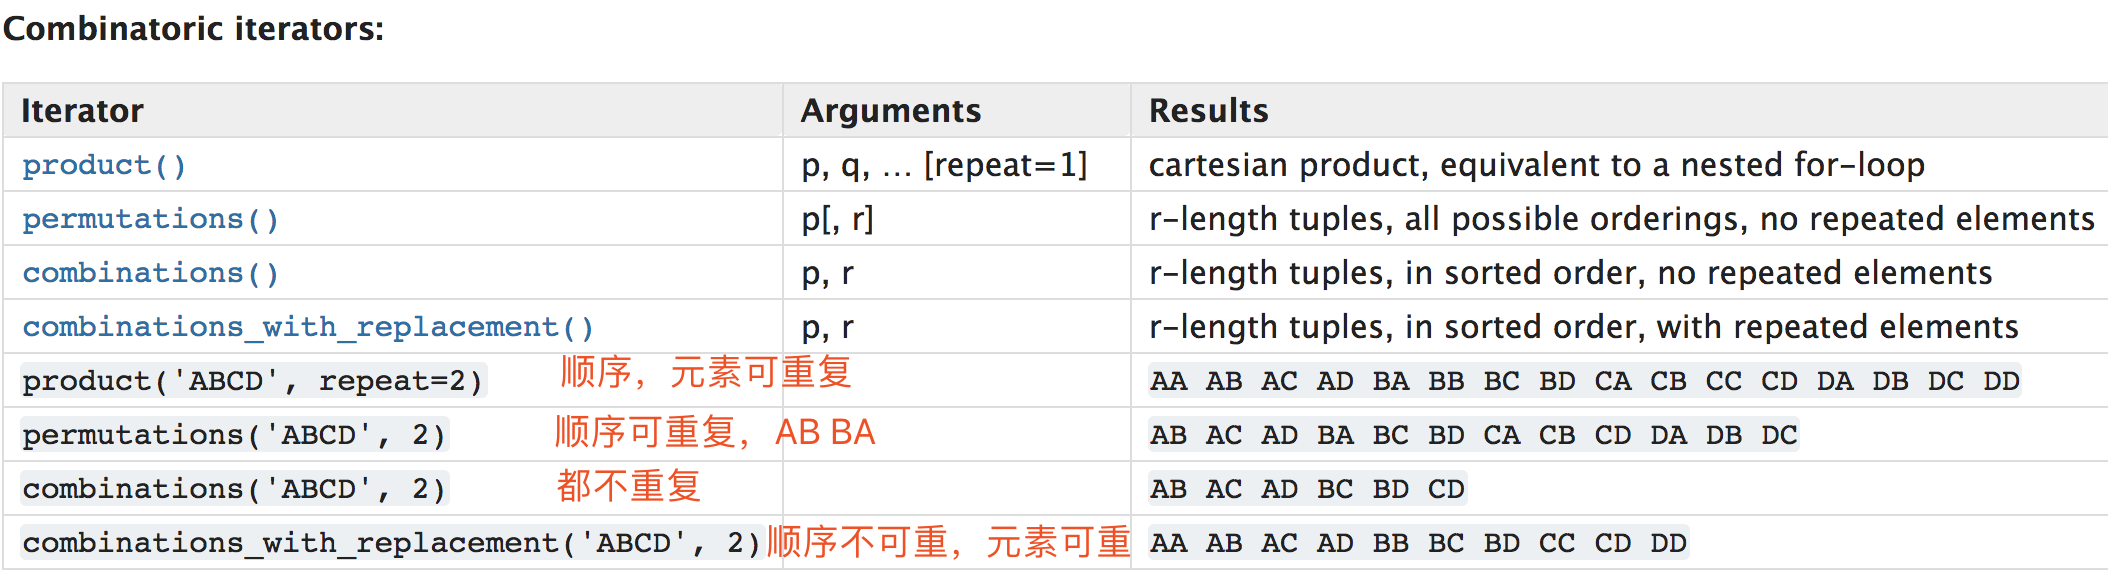 Combinatoric iterators:
Iterator Arguments Results
product() p, q, … [repeat=1] cartesian product, equivalent to a nested for-loop
permutations() p[, r] r-length tuples, all possible orderings, no repeated elements
combinations() p, r r-length tuples, in sorted order, no repeated elements
combinations_with_replacement() p, r r-length tuples, in sorted order, with repeated elements
product('ABCD', repeat=2) 顺序，元素可重复 AA AB AC AD BA BB BC BD CA CB CC CD DA DB DC DD
permutations('ABCD', 2) 顺序可重复，AB BA AB AC AD BA BC BD CA CB CD DA DB DC
combinations('ABCD', 2) 都不重复 AB AC AD BC BD CD
combinations_with_replacement('ABCD', 2) 顺序不可重，元素可重 AA AB AC AD BB BC BD CC CD DD